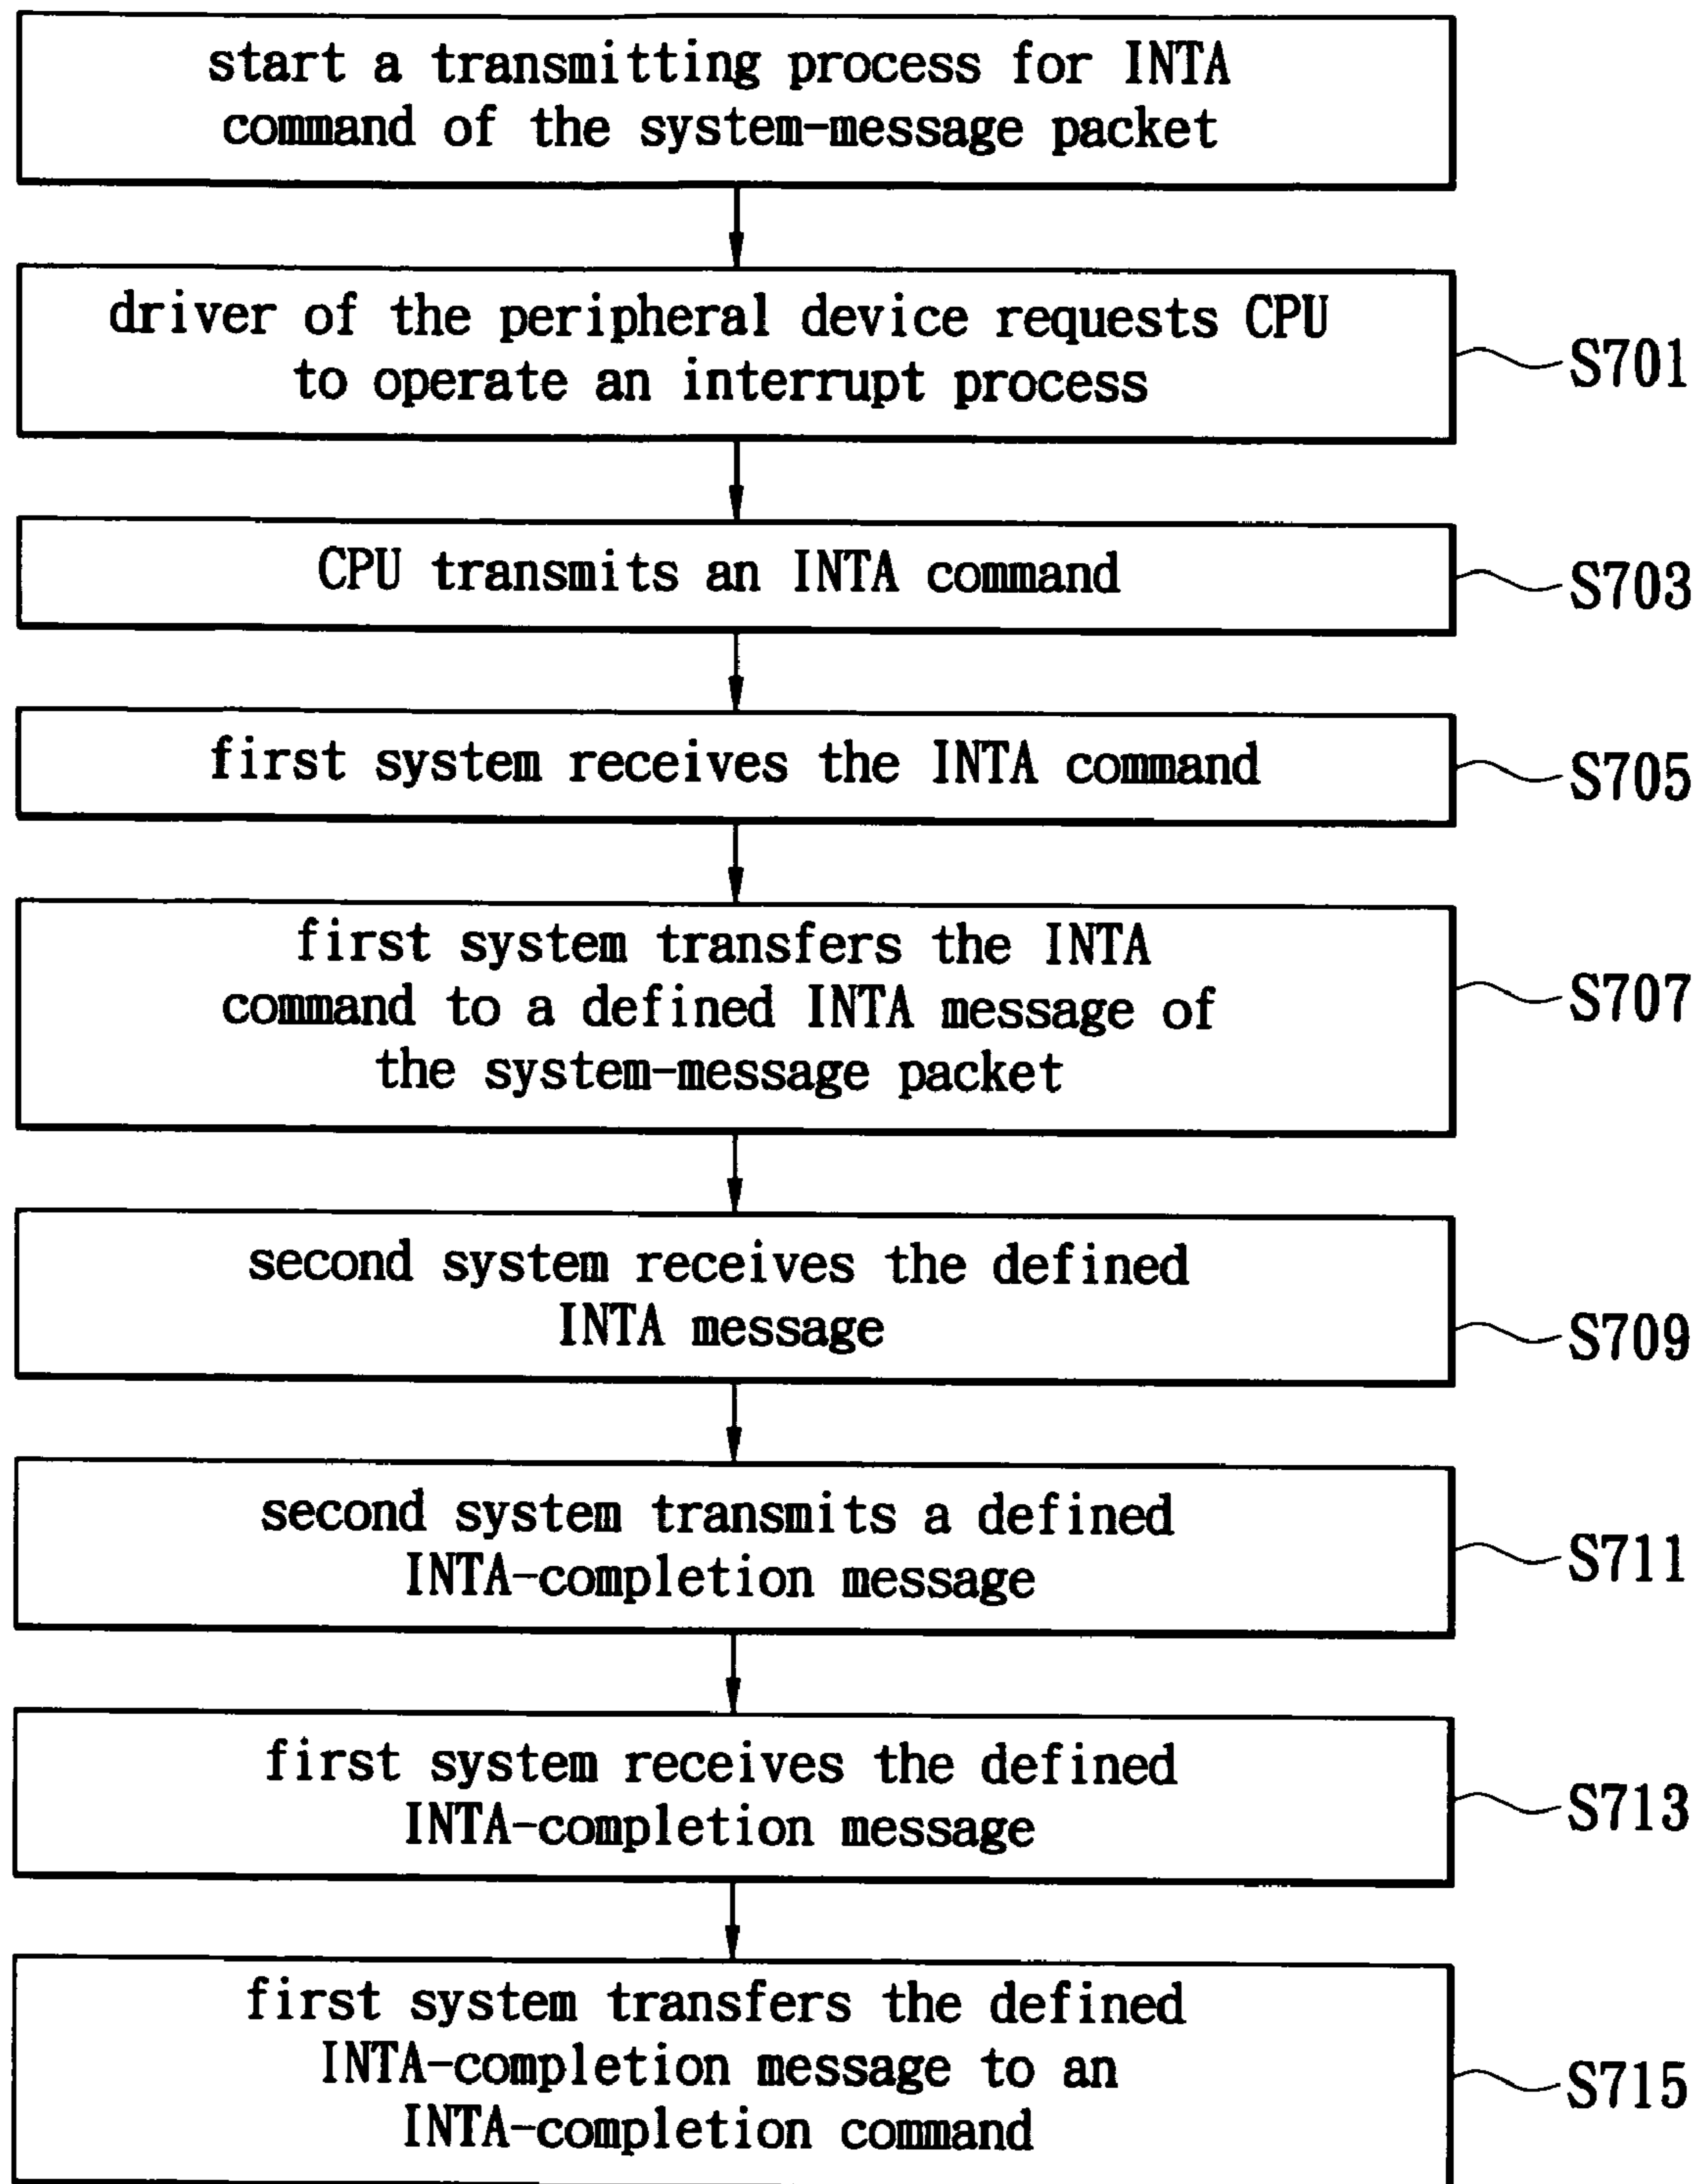 start a transmitting process for INTA
command of the system-message packet
driver of the peripheral device requests CPU
to operate an interrupt process
S701
CPU transmits an INTA command
S703
first system receives the INTA command
S705
first system transfers the INTA
command to a defined INTA message of
the system-message packet
S707
second system receives the defined
INTA message
S709
second system transmits a defined
INTA-completion message
S711
first system receives the defined
INTA-completion message
S713
first system transfers the defined
INTA-completion message to an
INTA-completion command
S715